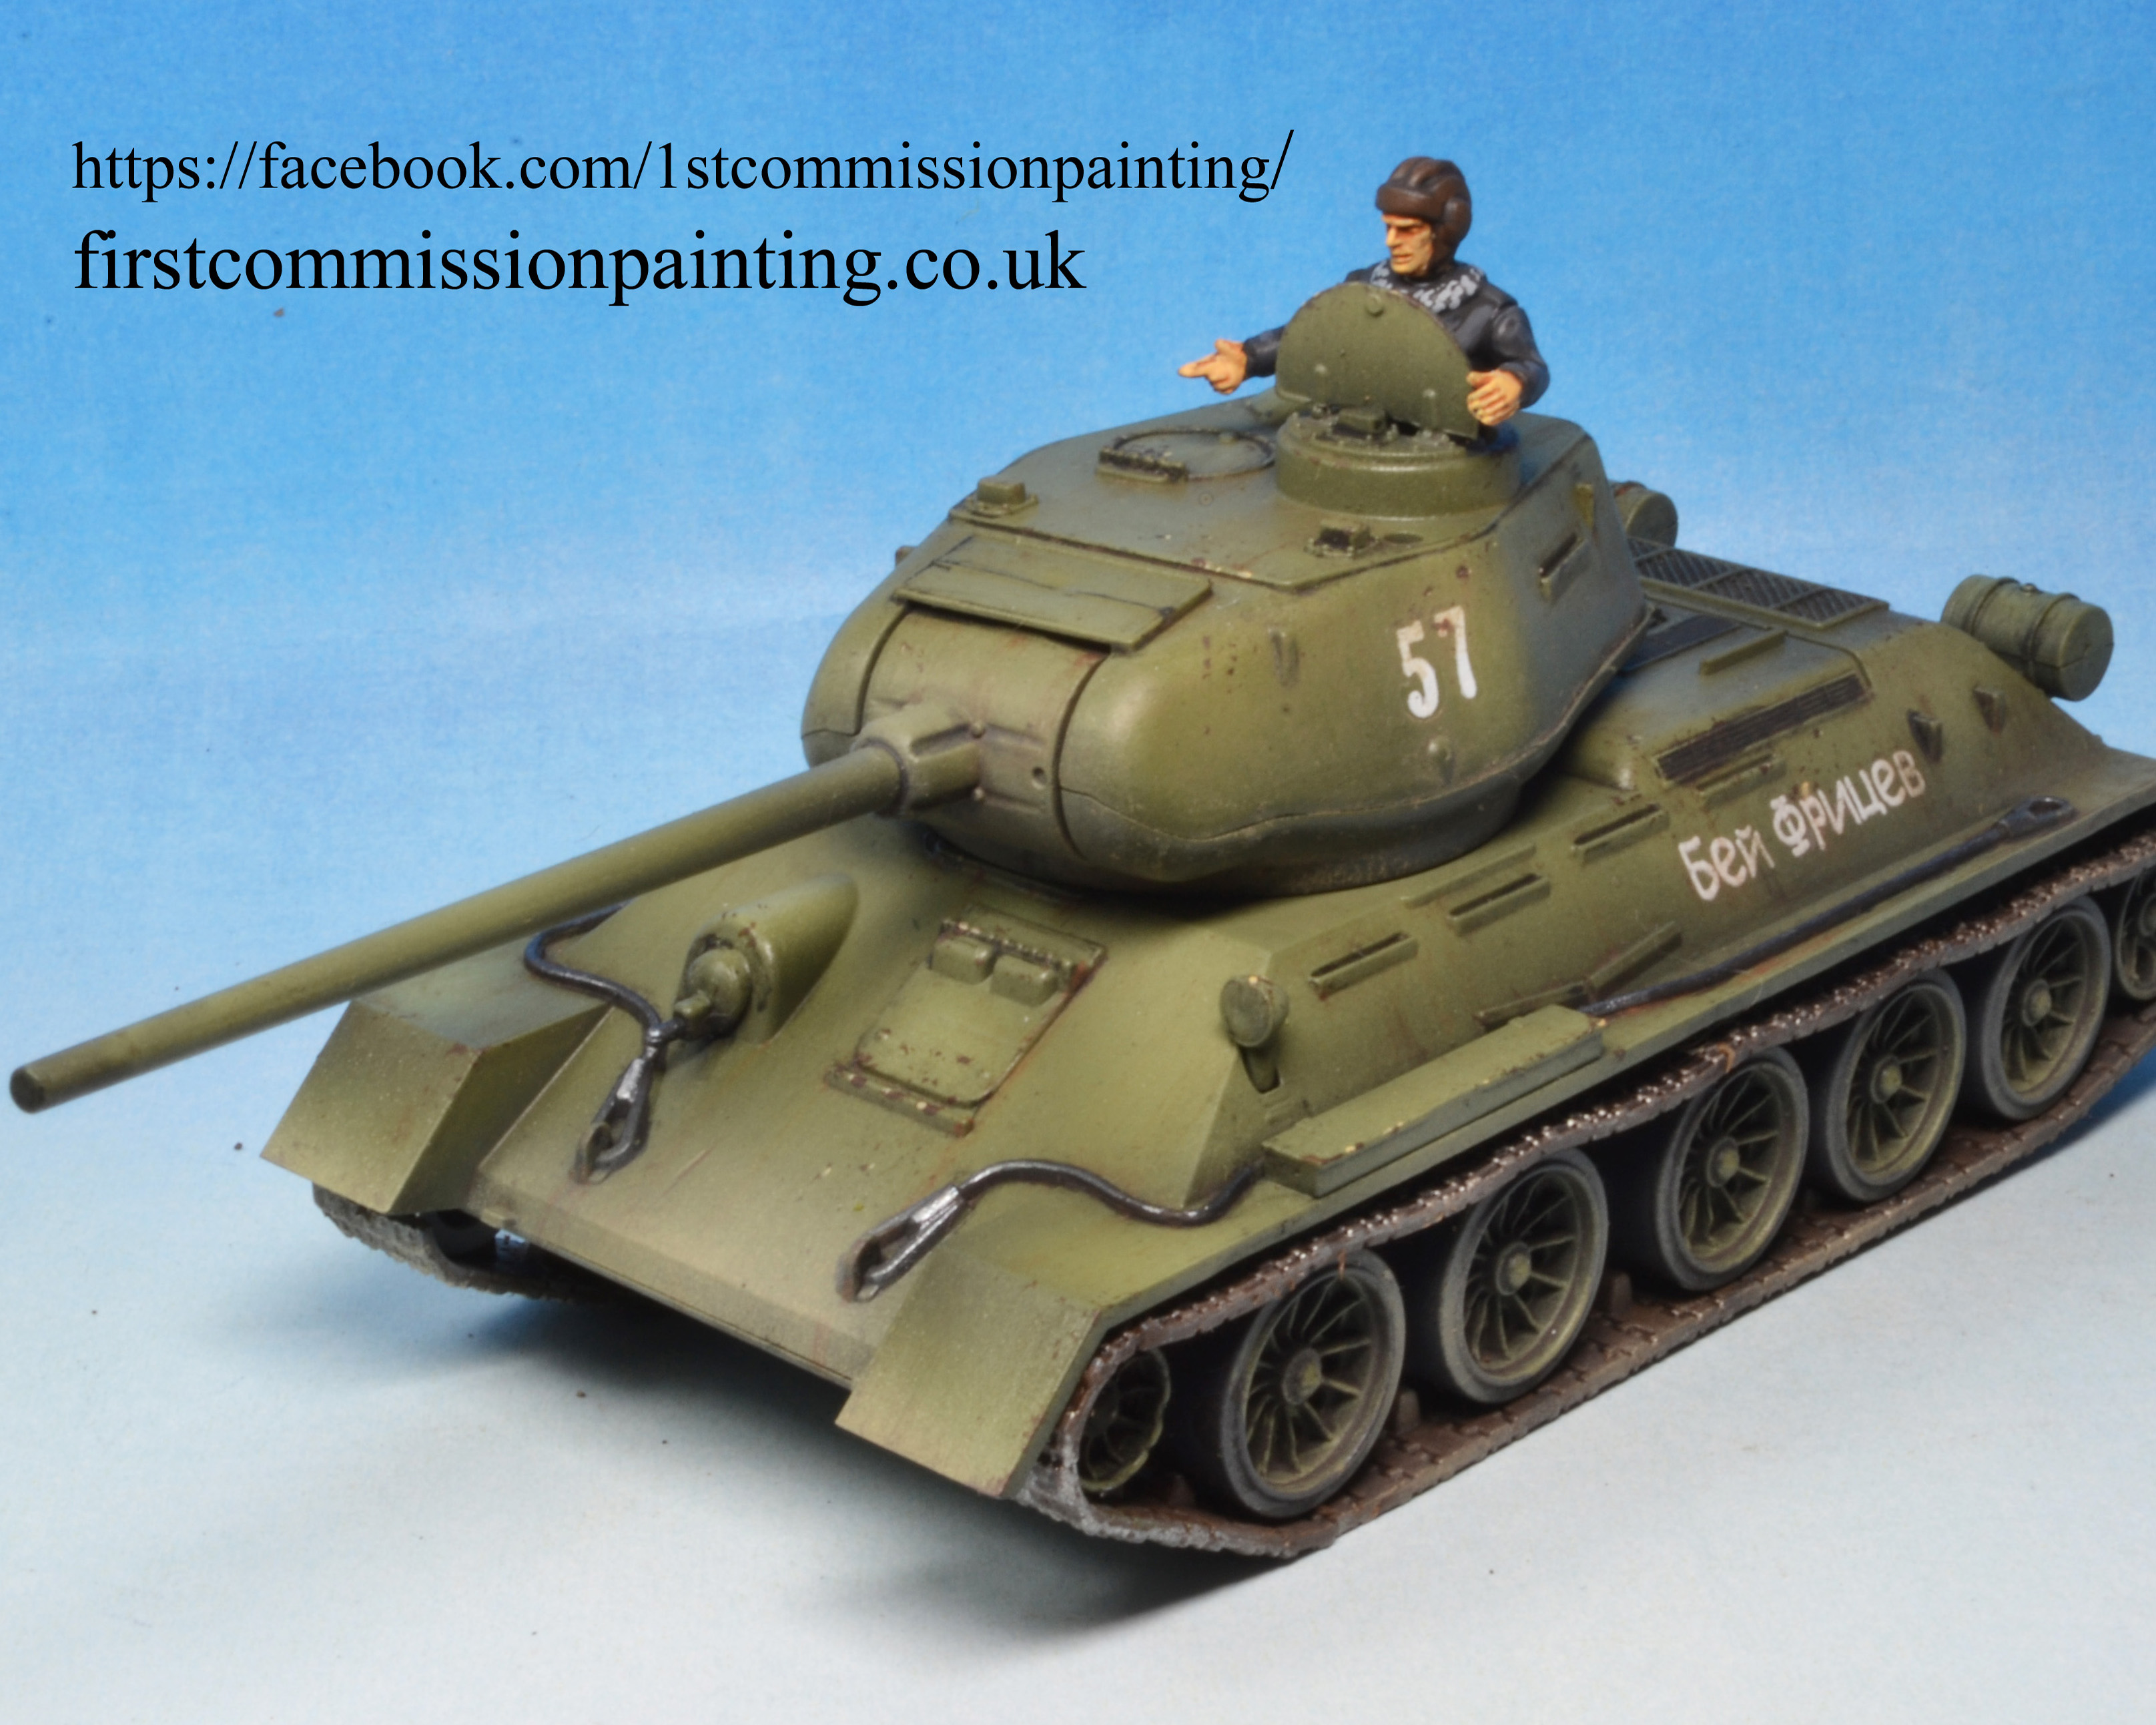 https://facebook.com/1stcommissionpainting/
firstcommissionpainting.co.uk
57
Бей Фрицев